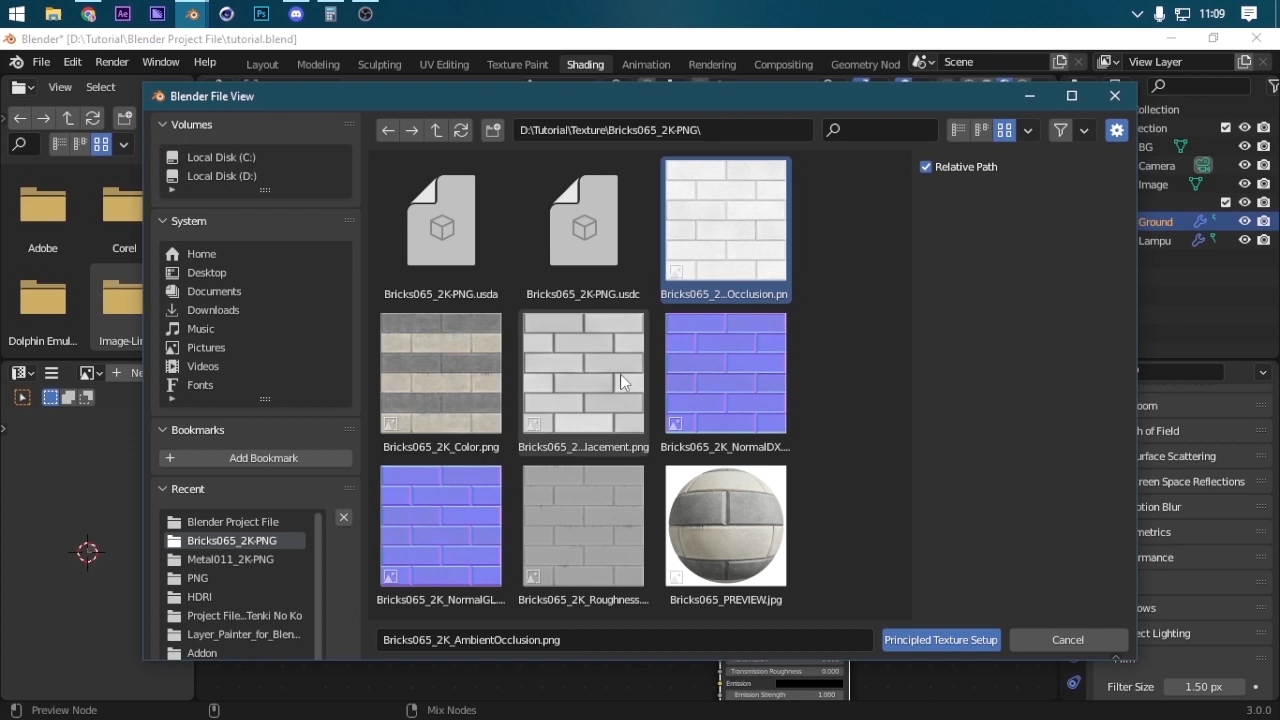 11:09
Blender* [D:\Tutorial\Blender Project File\tutorial.blend]
File Edit Render Window Help Layout Modeling Sculpting UV Editing Texture Paint Shading Animation Rendering Compositing Geometry Nod Scene View Layer
View Select
Blender File View
Volumes
Local Disk (C:)
Local Disk (D:)
System
Home
Desktop
Documents
Downloads
Music
Pictures
Videos
Fonts
Bookmarks
Add Bookmark
Recent
Blender Project File
Bricks065_2K-PNG
Metal011_2K-PNG
PNG
HDRI
Project File...Tenki No Ko
Layer_Painter_for_Blen...
Addon
D:\Tutorial\Texture\Bricks065_2K-PNG\
Bricks065_2K-PNG.usda
Bricks065_2K-PNG.usdc
Bricks065_2...Occlusion.pn
Bricks065_2K_Color.png
Bricks065_2...lacement.png
Bricks065_2K_NormalDX....
Bricks065_2K_NormalGL....
Bricks065_2K_Roughness....
Bricks065_PREVIEW.jpg
Bricks065_2K_AmbientOcclusion.png
Principled Texture Setup
Cancel
Relative Path
Adobe
Corel
Dolphin Emul...
Image-Li
Ne
ollection
ection
BG
Camera
Image
Ground
Lampu
oom
h of Field
urface Scattering
reen Space Reflections
otion Blur
metrics
rmance
ows
ect Lighting
Film
Filter Size 1.50 px
Transmission Roughness 0.000
Emission
Emission Strength 1.000
Preview Node
Mix Nodes
3.0.0